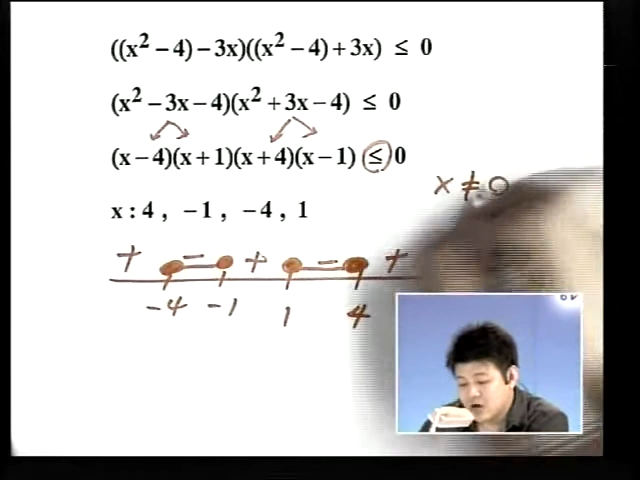 ((x² – 4) – 3x)((x² – 4) + 3x) ≤ 0
(x² – 3x – 4)(x² + 3x – 4) ≤ 0
(x – 4)(x + 1)(x + 4)(x – 1) ≤ 0
x ≠ 0
x : 4 , –1 , –4 , 1
+ – + – +
–4 –1 1 4